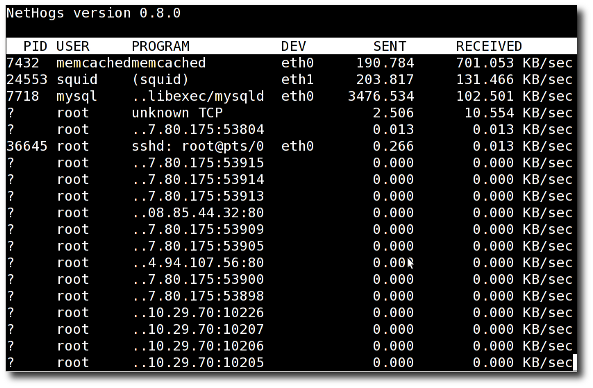 NetHogs version 0.8.0
PID USER PROGRAM DEV SENT RECEIVED
7432 memcachedmemcached eth0 190.784 701.053 KB/sec
24553 squid (squid) eth1 203.817 131.466 KB/sec
7718 mysql ..libexec/mysqld eth0 3476.534 102.501 KB/sec
? root unknown TCP 2.506 10.554 KB/sec
? root ..7.80.175:53804 0.013 0.013 KB/sec
36645 root sshd: root@pts/0 eth0 0.266 0.013 KB/sec
? root ..7.80.175:53915 0.000 0.000 KB/sec
? root ..7.80.175:53914 0.000 0.000 KB/sec
? root ..7.80.175:53913 0.000 0.000 KB/sec
? root ..08.85.44.32:80 0.000 0.000 KB/sec
? root ..7.80.175:53909 0.000 0.000 KB/sec
? root ..7.80.175:53905 0.000 0.000 KB/sec
? root ..4.94.107.56:80 0.000 0.000 KB/sec
? root ..7.80.175:53900 0.000 0.000 KB/sec
? root ..7.80.175:53898 0.000 0.000 KB/sec
? root ..10.29.70:10226 0.000 0.000 KB/sec
? root ..10.29.70:10207 0.000 0.000 KB/sec
? root ..10.29.70:10206 0.000 0.000 KB/sec
? root ..10.29.70:10205 0.000 0.000 KB/sec